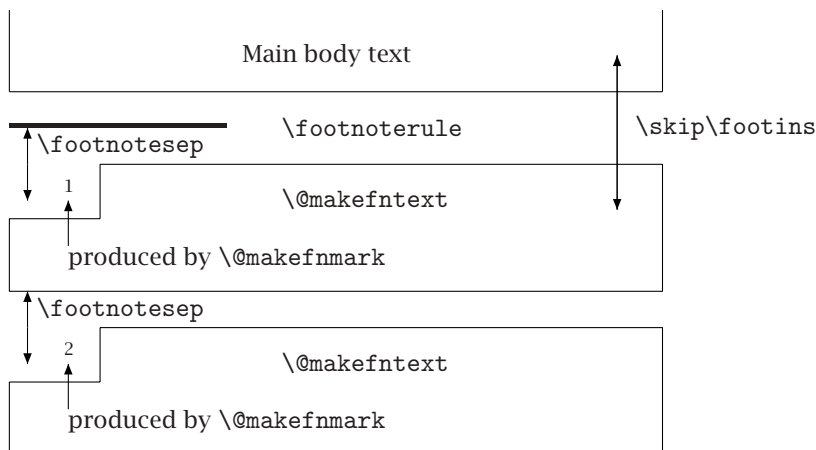 Main body text
\footnoterule
\skip\footins
\footnotesep
1
\@makefntext
produced by \@makefnmark
\footnotesep
2
\@makefntext
produced by \@makefnmark